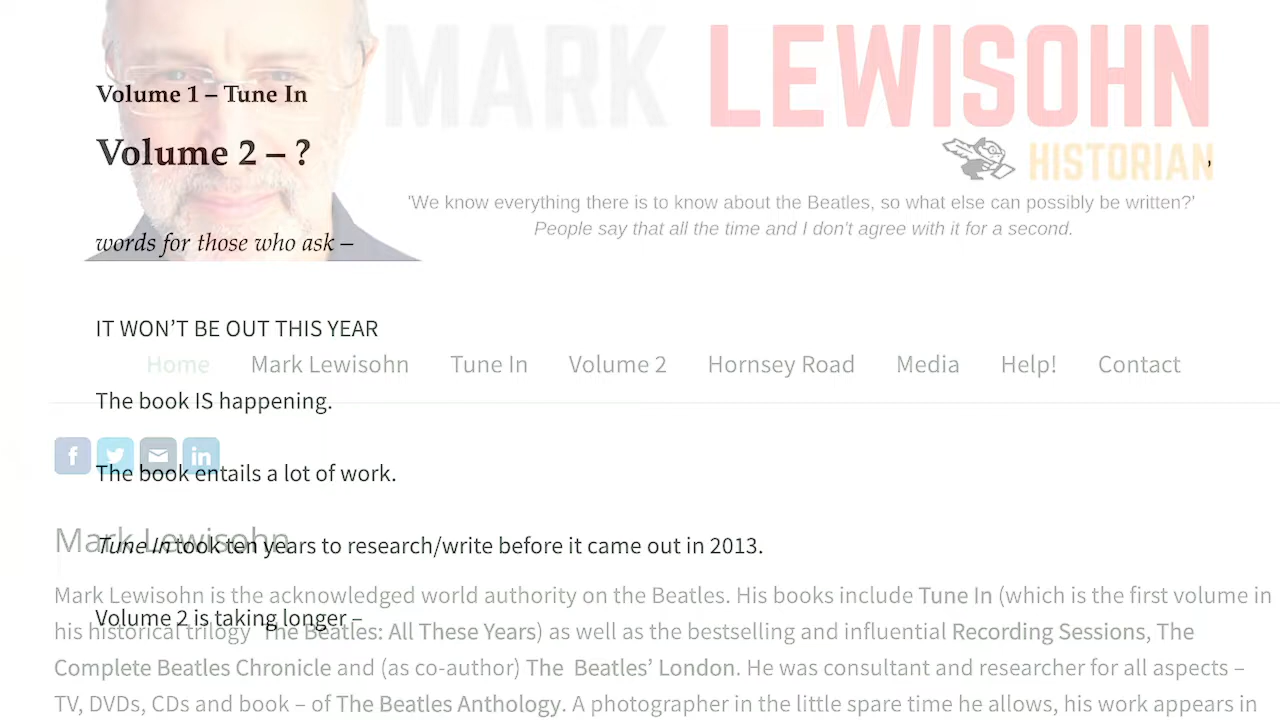 MARK LEWISOHN
HISTORIAN
'We know everything there is to know about the Beatles, so what else can possibly be written?'
People say that all the time and I don't agree with it for a second.
Home Mark Lewisohn Tune In Volume 2 Hornsey Road Media Help! Contact
f
in
Mark Lewisohn
Mark Lewisohn is the acknowledged world authority on the Beatles. His books include Tune In (which is the first volume in
his historical trilogy The Beatles: All These Years) as well as the bestselling and influential Recording Sessions, The
Complete Beatles Chronicle and (as co-author) The Beatles' London. He was consultant and researcher for all aspects –
TV, DVDs, CDs and book – of The Beatles Anthology. A photographer in the little spare time he allows, his work appears in
Volume 1 – Tune In
Volume 2 – ?
,
words for those who ask –
IT WON'T BE OUT THIS YEAR
The book IS happening.
The book entails a lot of work.
Tune In took ten years to research/write before it came out in 2013.
Volume 2 is taking longer –